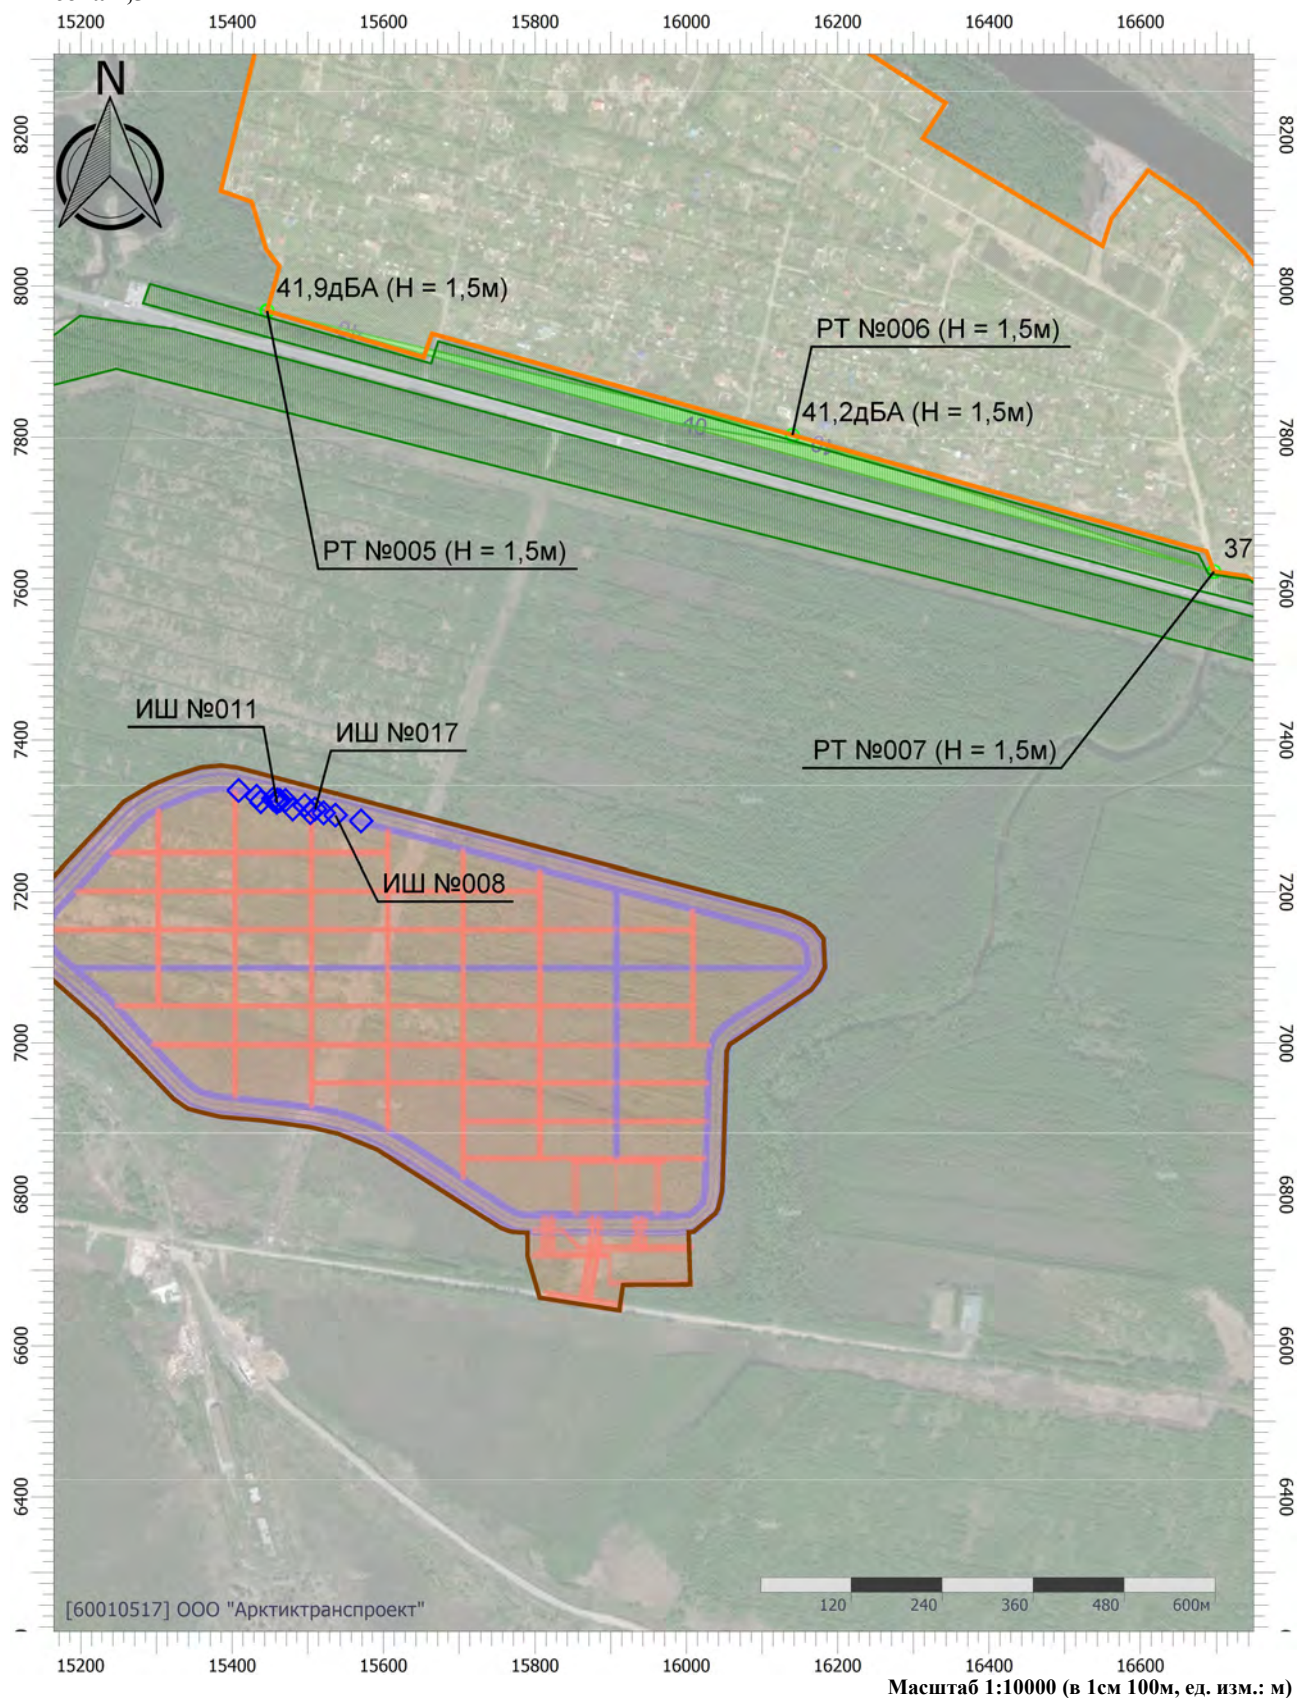 15200 15400 15600 15800 16000 16200 16400 16600
N
8200 8200
41,9дБА (H = 1,5м)
8000 8000
РТ №006 (H = 1,5м)
41,2дБА (H = 1,5м)
40
40
40
7800 7800
РТ №005 (H = 1,5м)
37
7600 7600
ИШ №011
ИШ №017
7400 7400
РТ №007 (H = 1,5м)
ИШ №008
7200 7200
7000 7000
6800 6800
6600 6600
6400 6400
120 240 360 480 600м
[60010517] ООО "Арктиктранспроект"
15200 15400 15600 15800 16000 16200 16400 16600
Масштаб 1:10000 (в 1см 100м, ед. изм.: м)